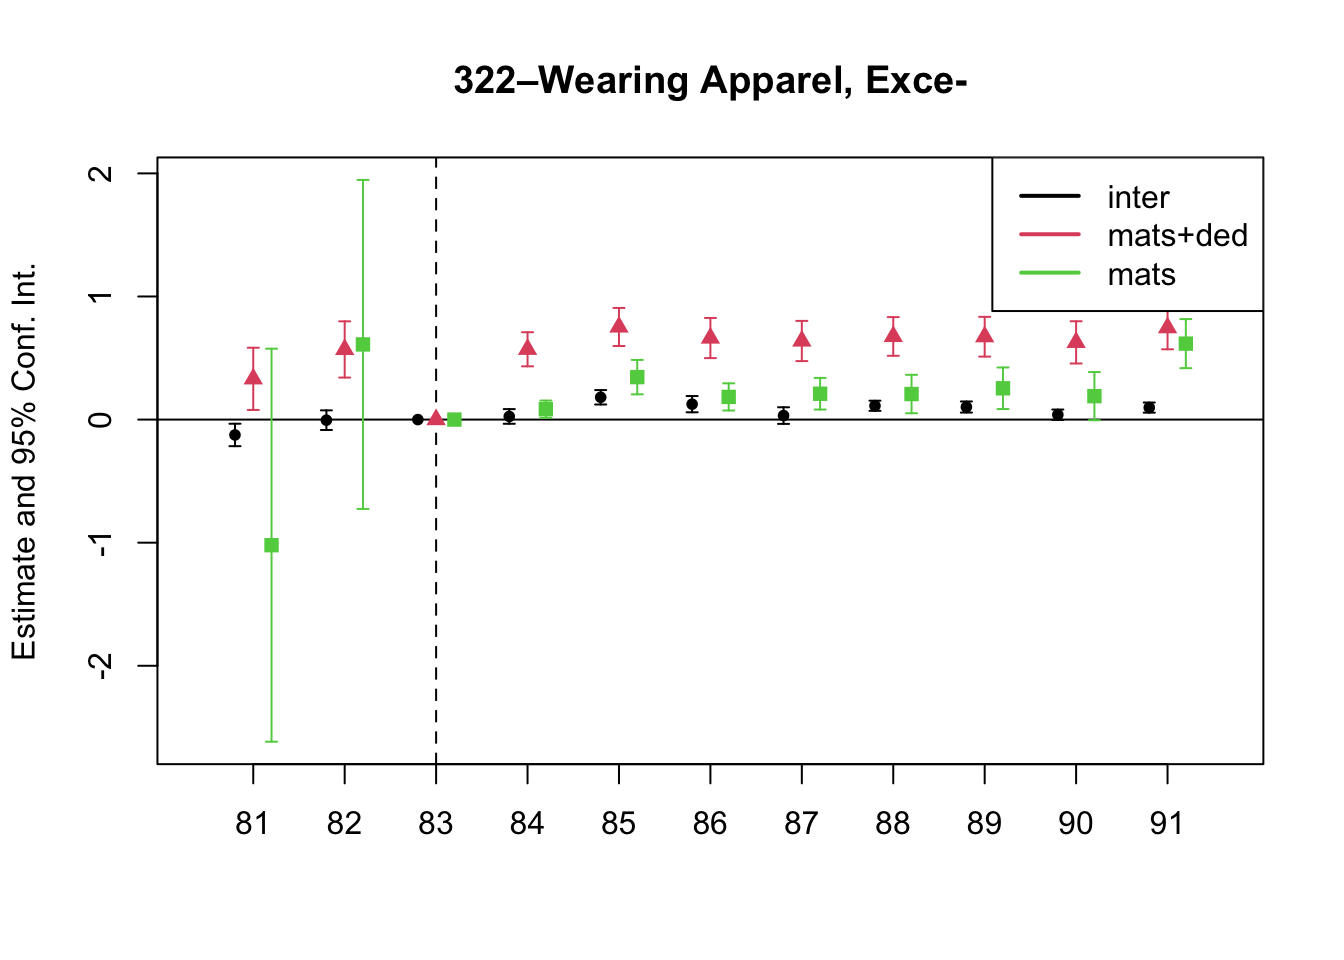 322–Wearing Apparel, Exce-
Estimate and 95% Conf. Int.
2
1
0
-1
-2
inter
mats+ded
mats
81 82 83 84 85 86 87 88 89 90 91